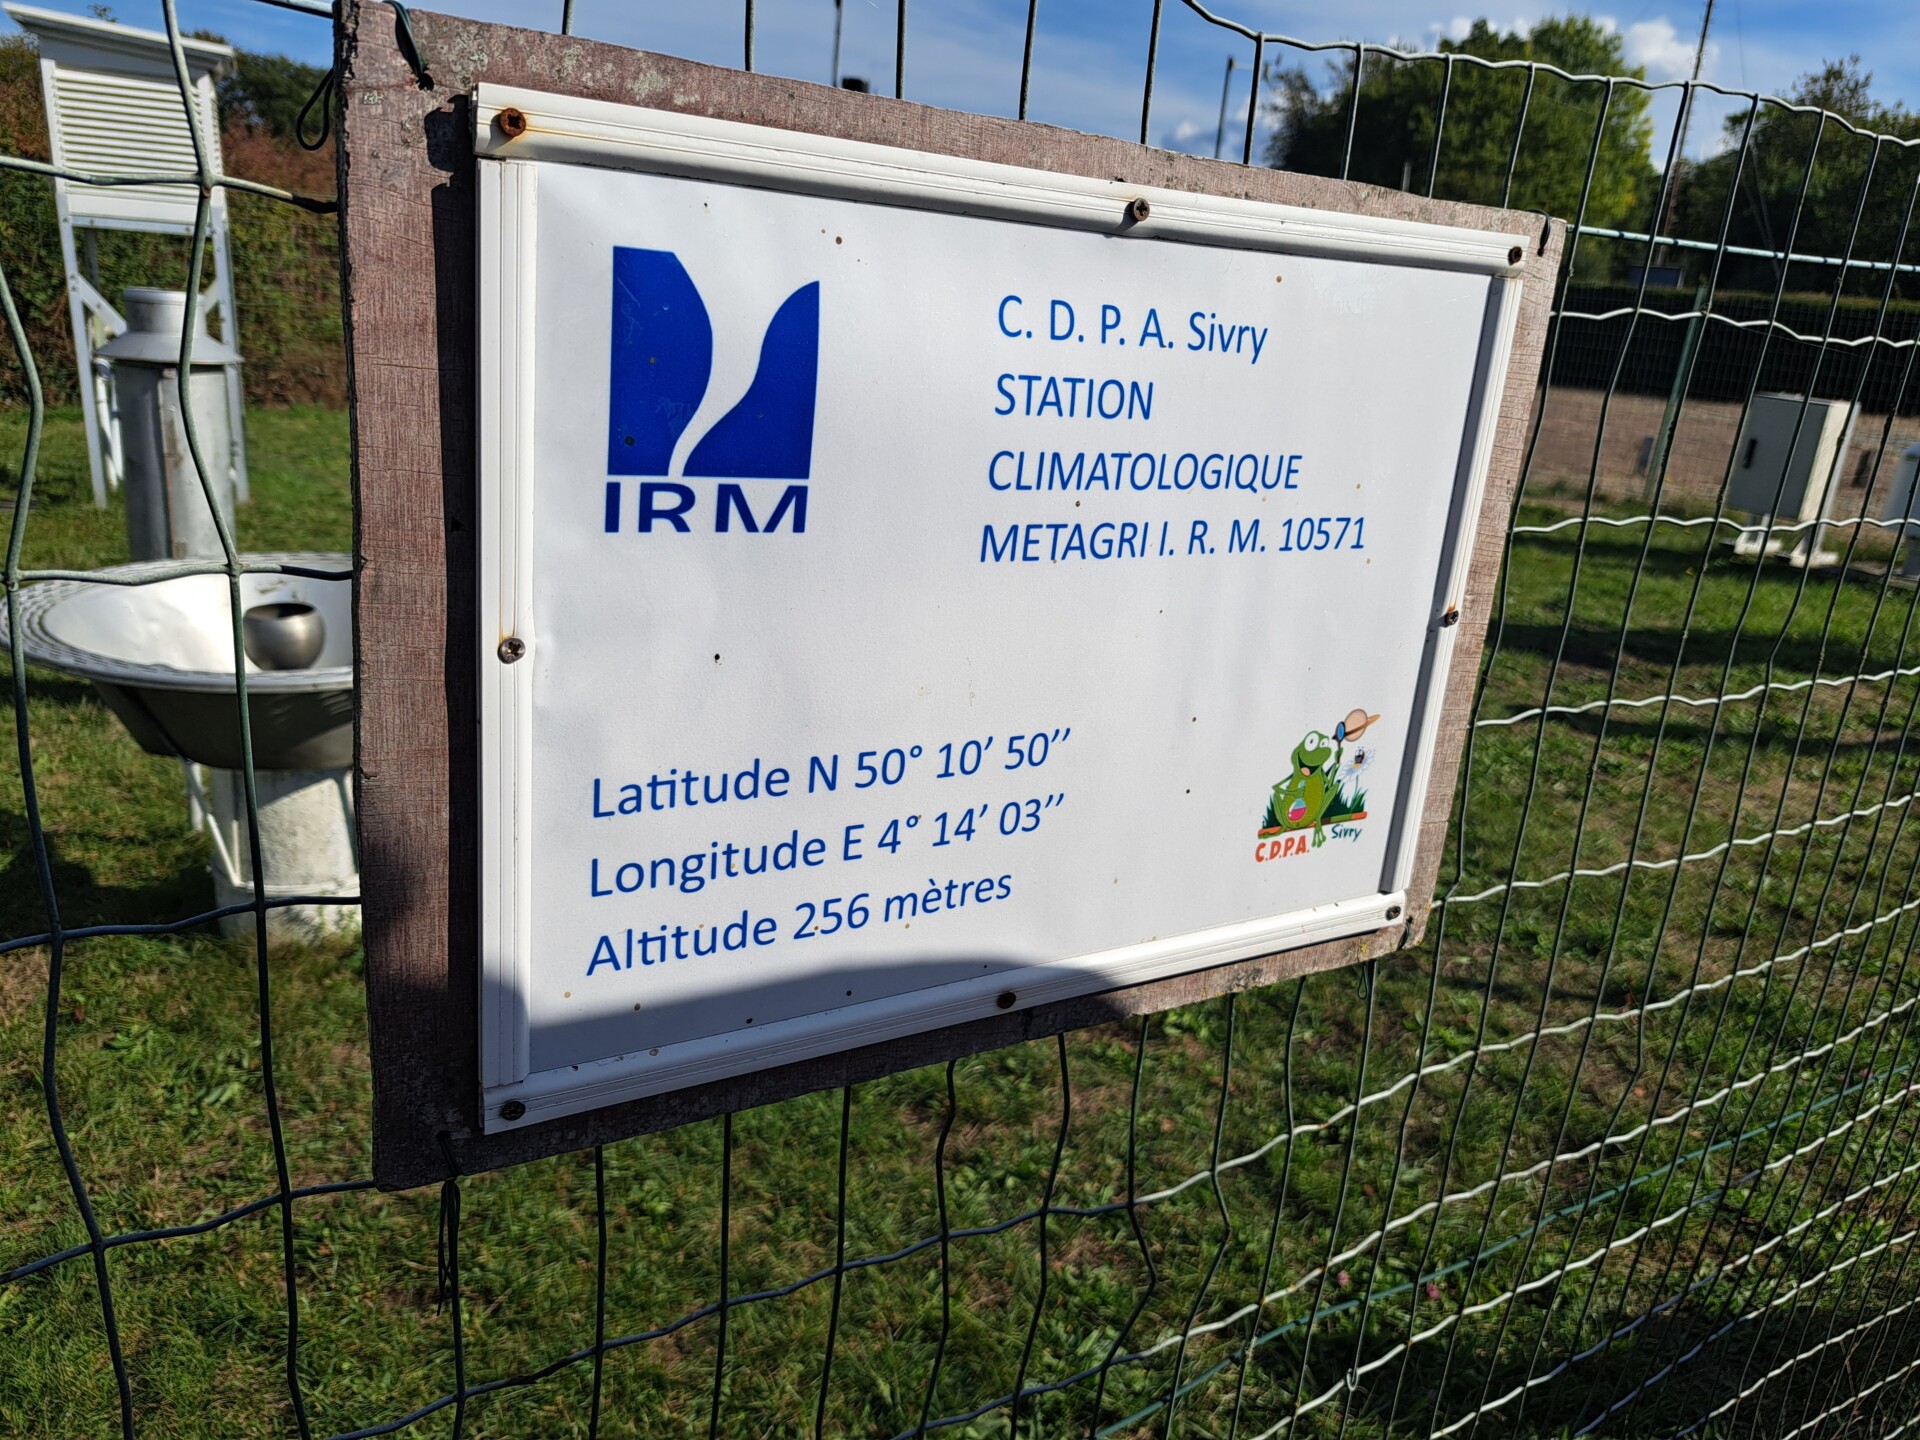 IRM
C. D. P. A. Sivry
STATION
CLIMATOLOGIQUE
METAGRI I. R. M. 10571
Latitude N 50° 10′ 50′′
Longitude E 4° 14′ 03′′
Altitude 256 mètres
C.D.P.A. Sivry